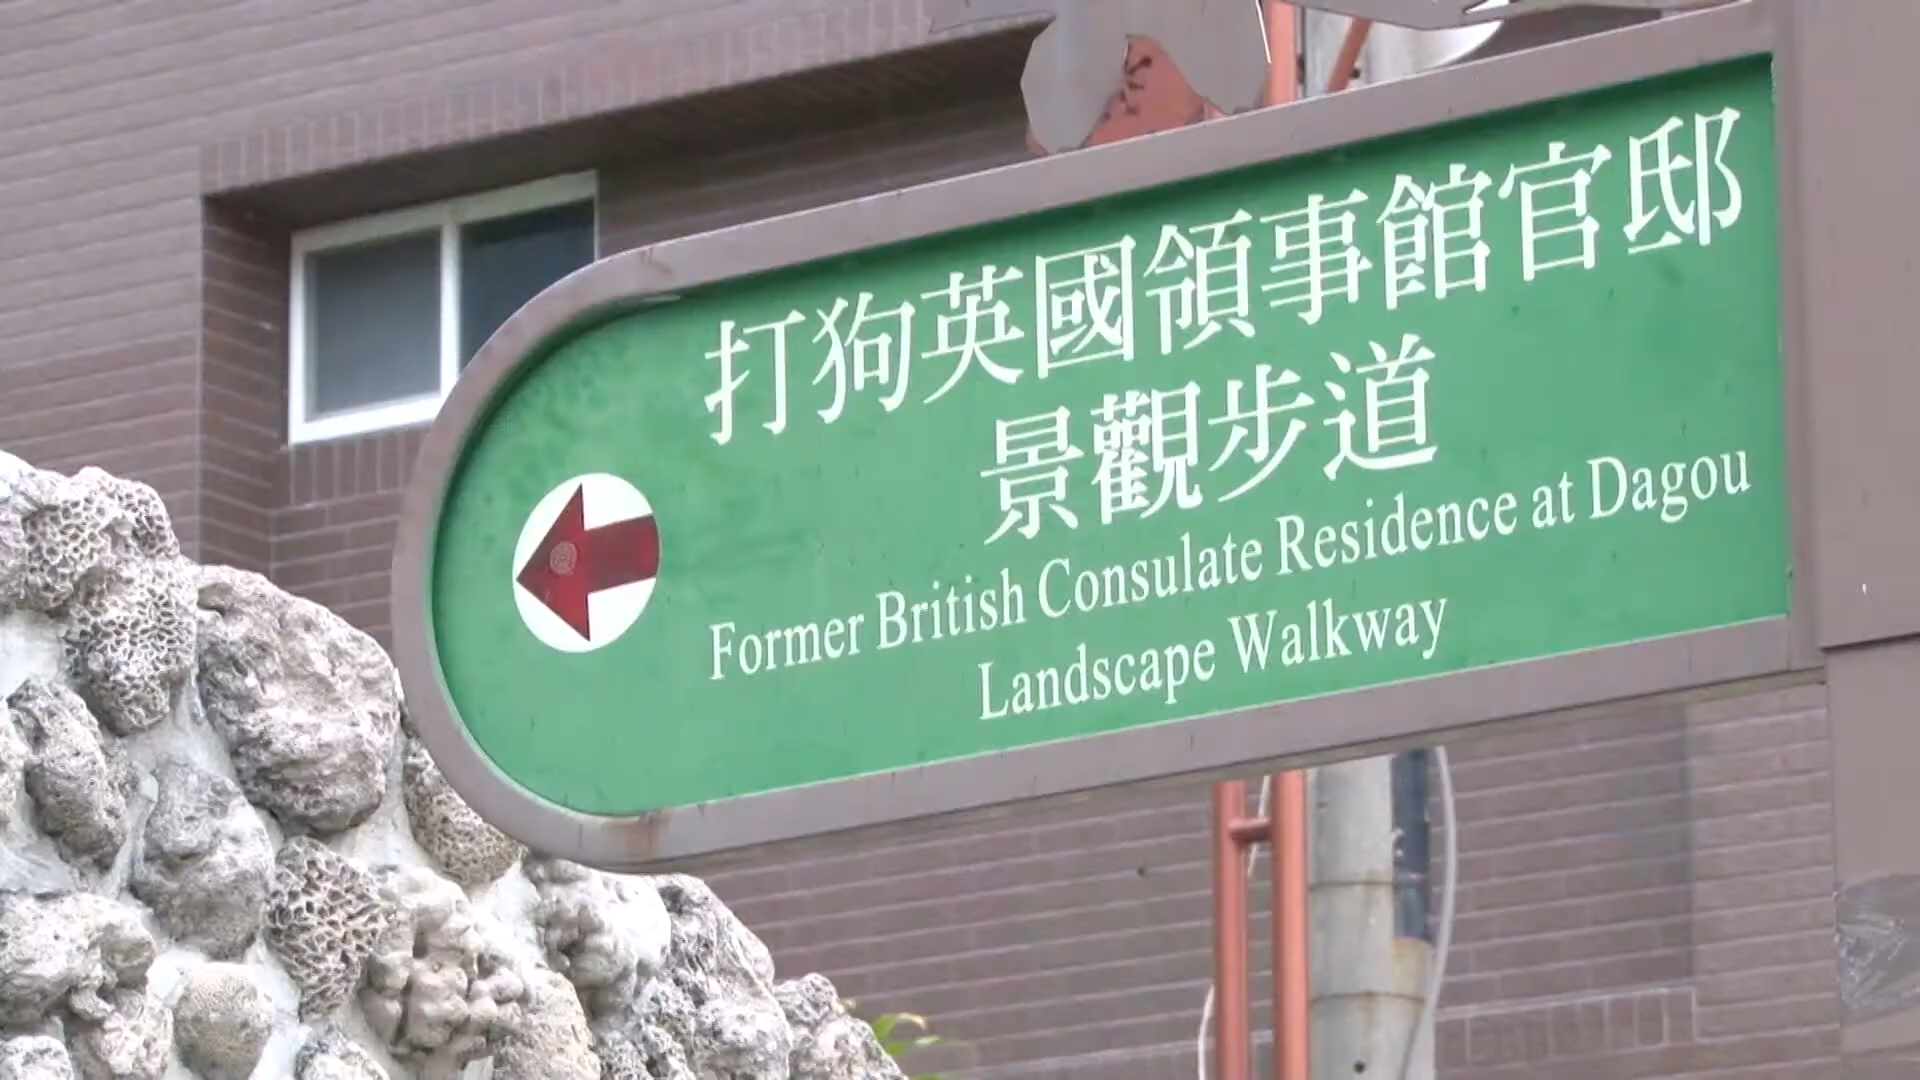 打狗英國領事館官邸
景觀步道
Former British Consulate Residence at Dagou
Landscape Walkway